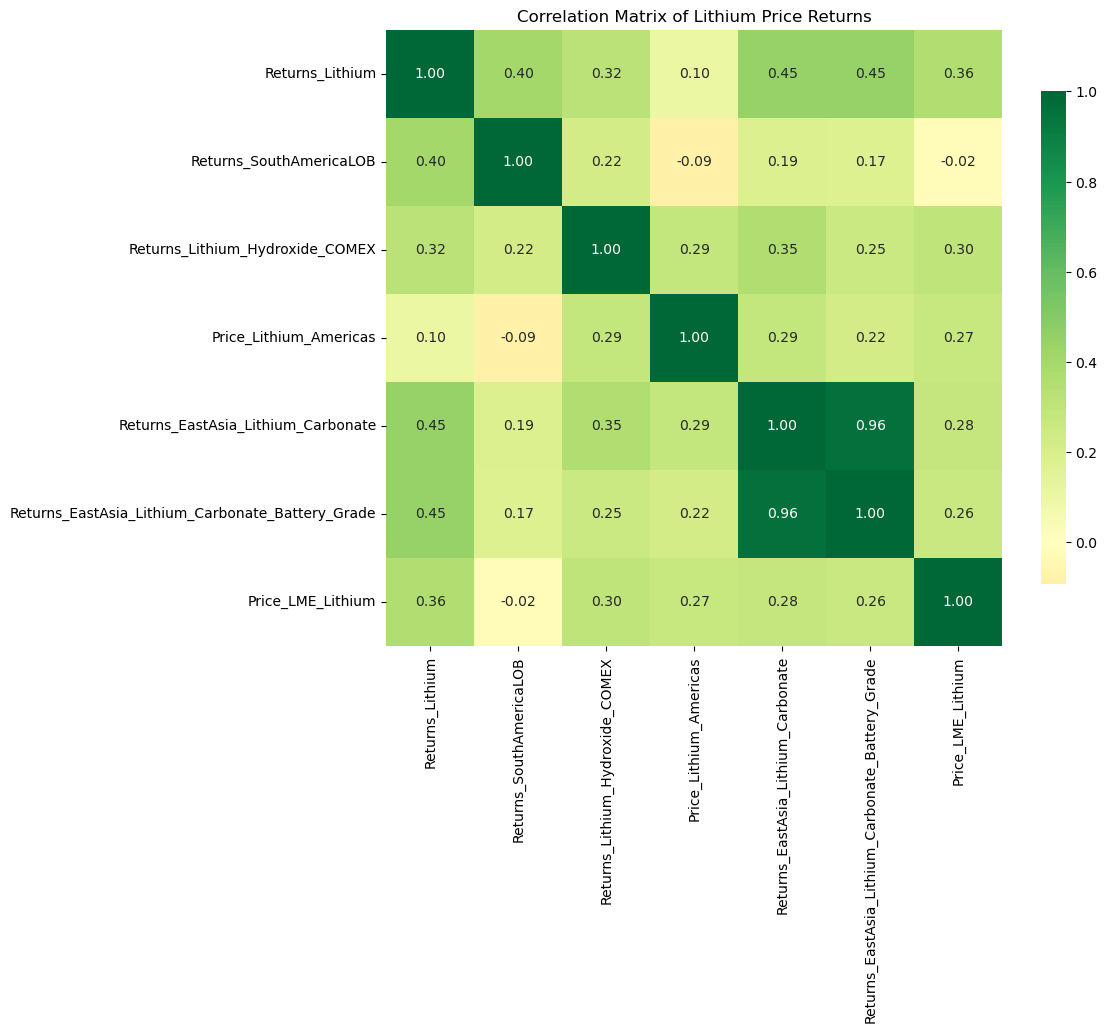 Correlation Matrix of Lithium Price Returns
Returns_Lithium 1.00 0.40 0.32 0.10 0.45 0.45 0.36
Returns_SouthAmericaLOB 0.40 1.00 0.22 -0.09 0.19 0.17 -0.02
Returns_Lithium_Hydroxide_COMEX 0.32 0.22 1.00 0.29 0.35 0.25 0.30
Price_Lithium_Americas 0.10 -0.09 0.29 1.00 0.29 0.22 0.27
Returns_EastAsia_Lithium_Carbonate 0.45 0.19 0.35 0.29 1.00 0.96 0.28
Returns_EastAsia_Lithium_Carbonate_Battery_Grade 0.45 0.17 0.25 0.22 0.96 1.00 0.26
Price_LME_Lithium 0.36 -0.02 0.30 0.27 0.28 0.26 1.00
Returns_Lithium
Returns_SouthAmericaLOB
Returns_Lithium_Hydroxide_COMEX
Price_Lithium_Americas
Returns_EastAsia_Lithium_Carbonate
Returns_EastAsia_Lithium_Carbonate_Battery_Grade
Price_LME_Lithium
1.0
0.8
0.6
0.4
0.2
0.0